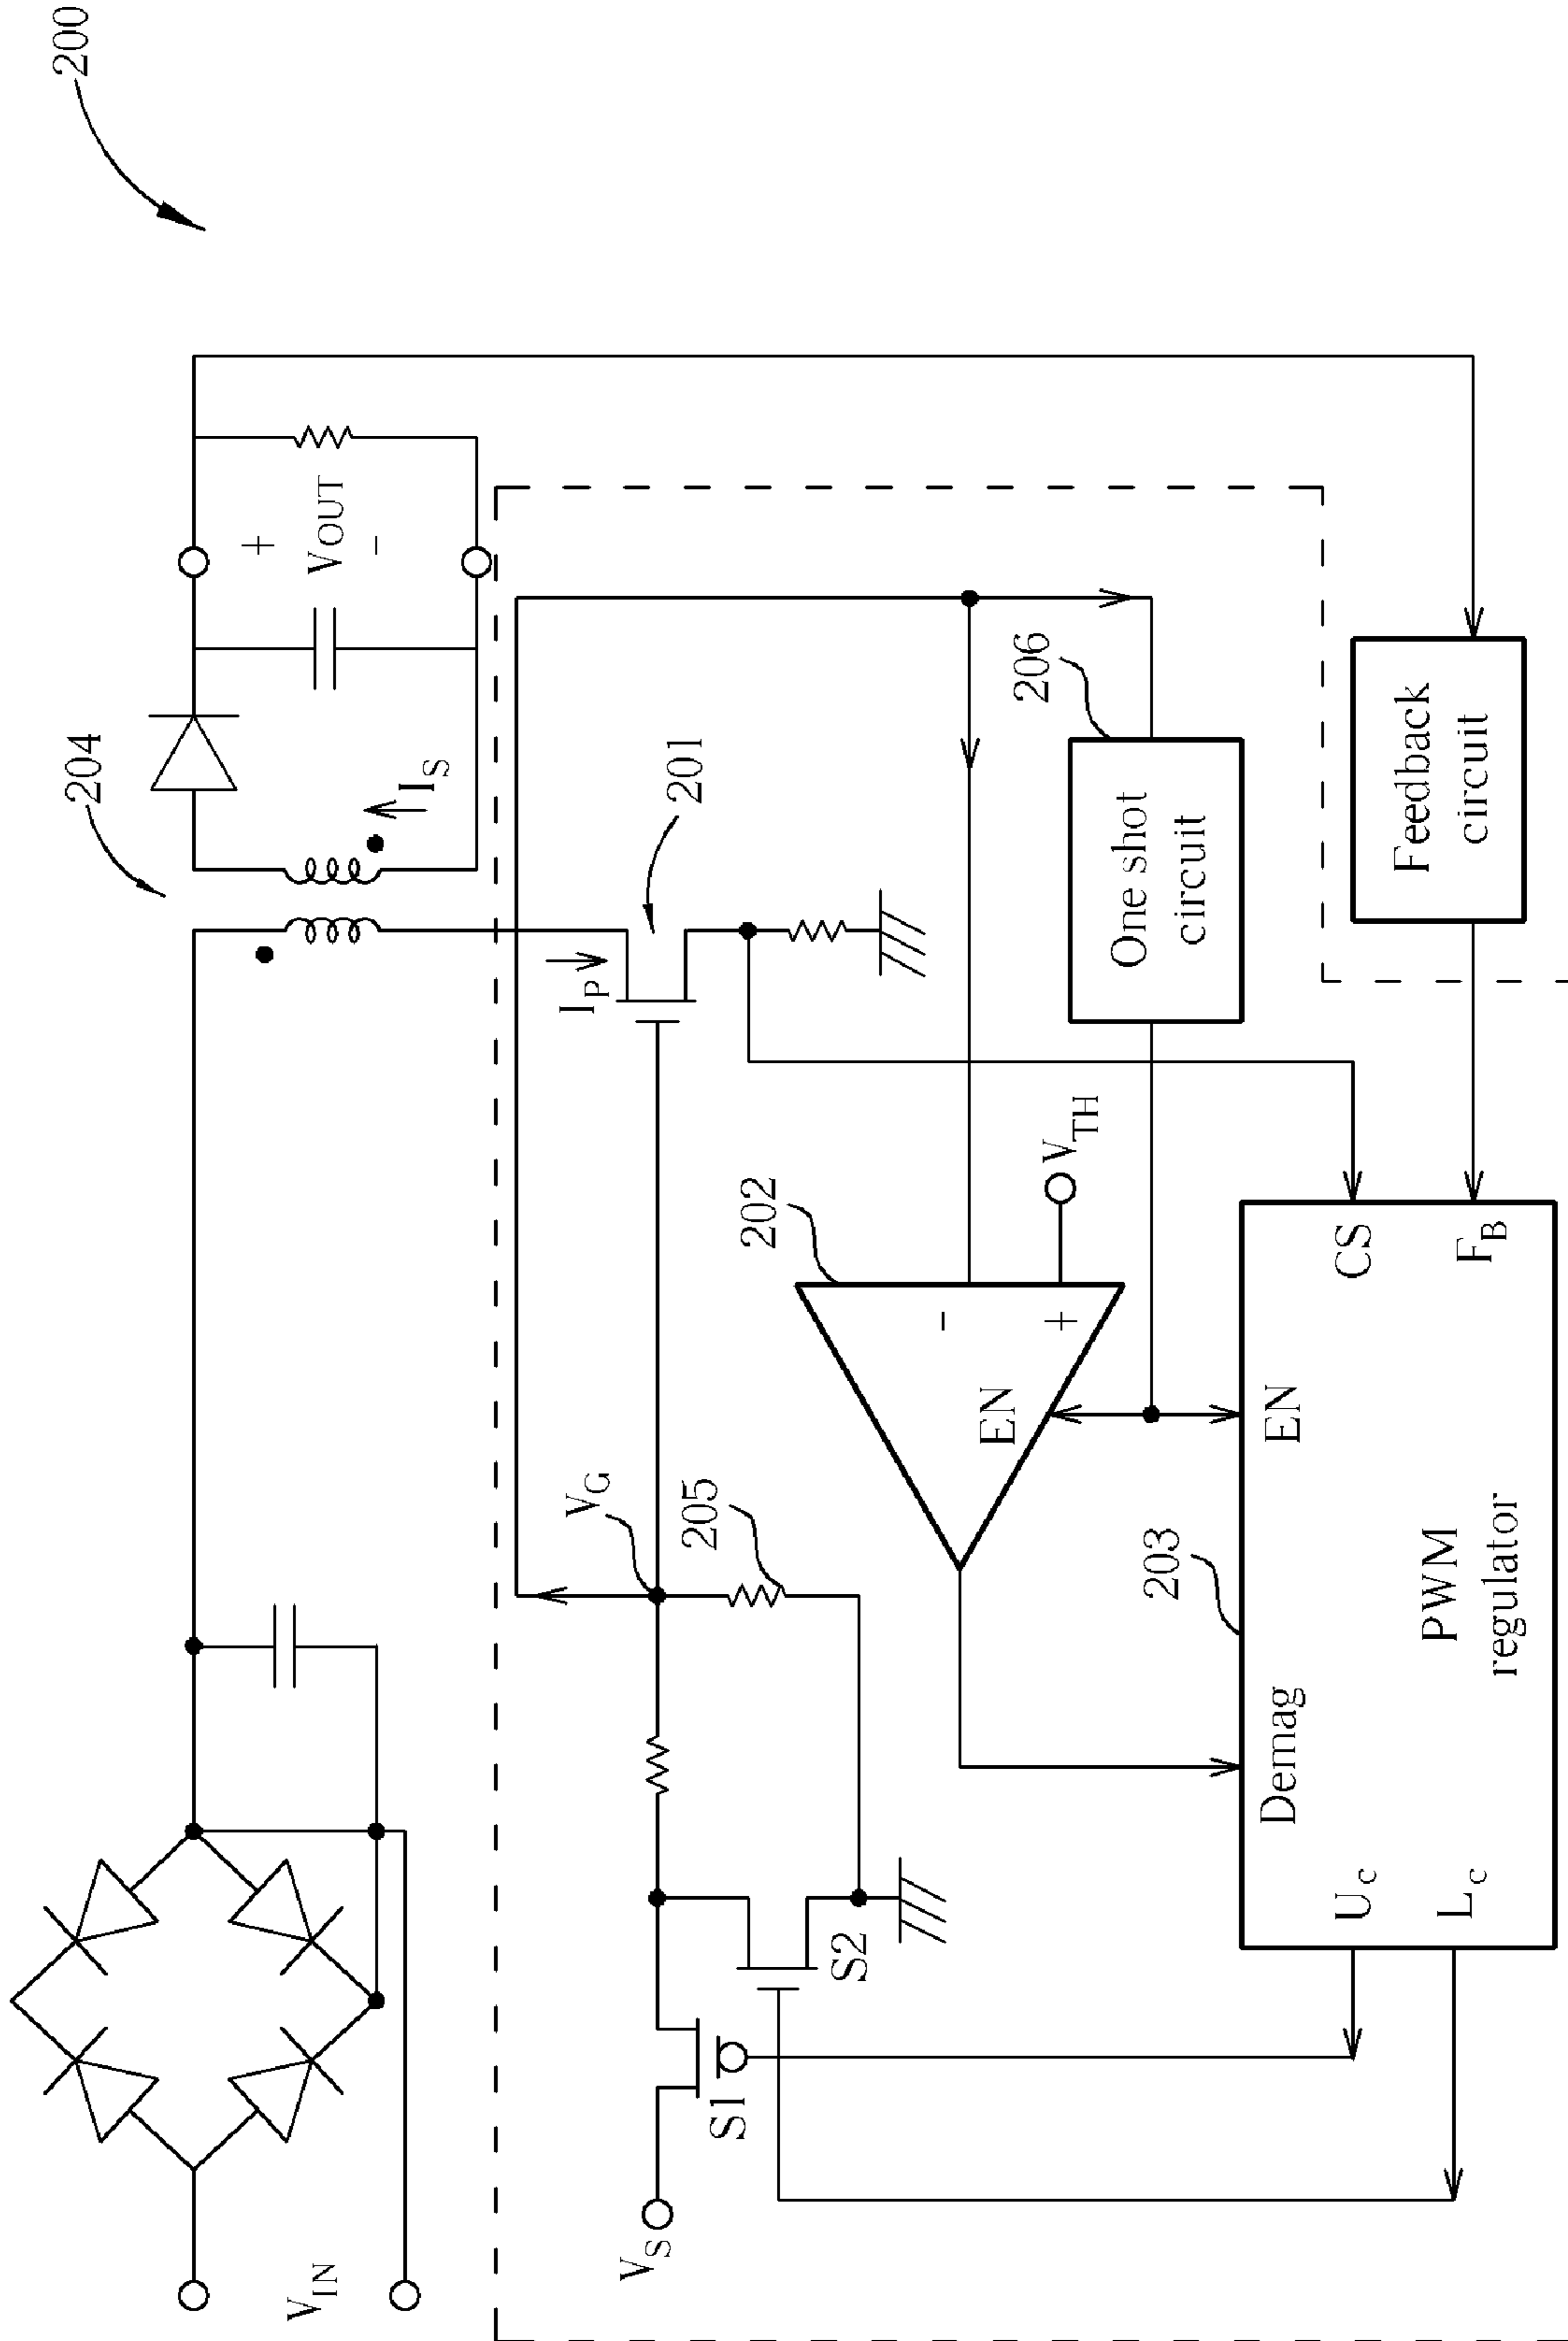 200
204
+
VOUT
-
IS
VIN
201
IP
VG
205
VS
S1
S2
202
-
+
EN
VTH
206
One shot
circuit
203
Demag
EN
CS
FB
UC
LC
PWM
regulator
Feedback
circuit